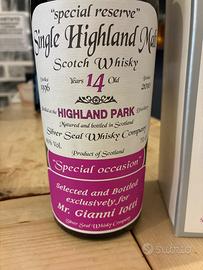 "special reserve"
Single Highland Malt
Scotch Whisky
Years 14 Old
1996 2010
HIGHLAND PARK
Matured and bottled in Scotland
Silver Seal Whisky Company
Product of Scotland
"Special occasion"
Selected and Bottled
exclusively for
Mr. Gianni Iotti
Silver Seal Whisky Company
subito